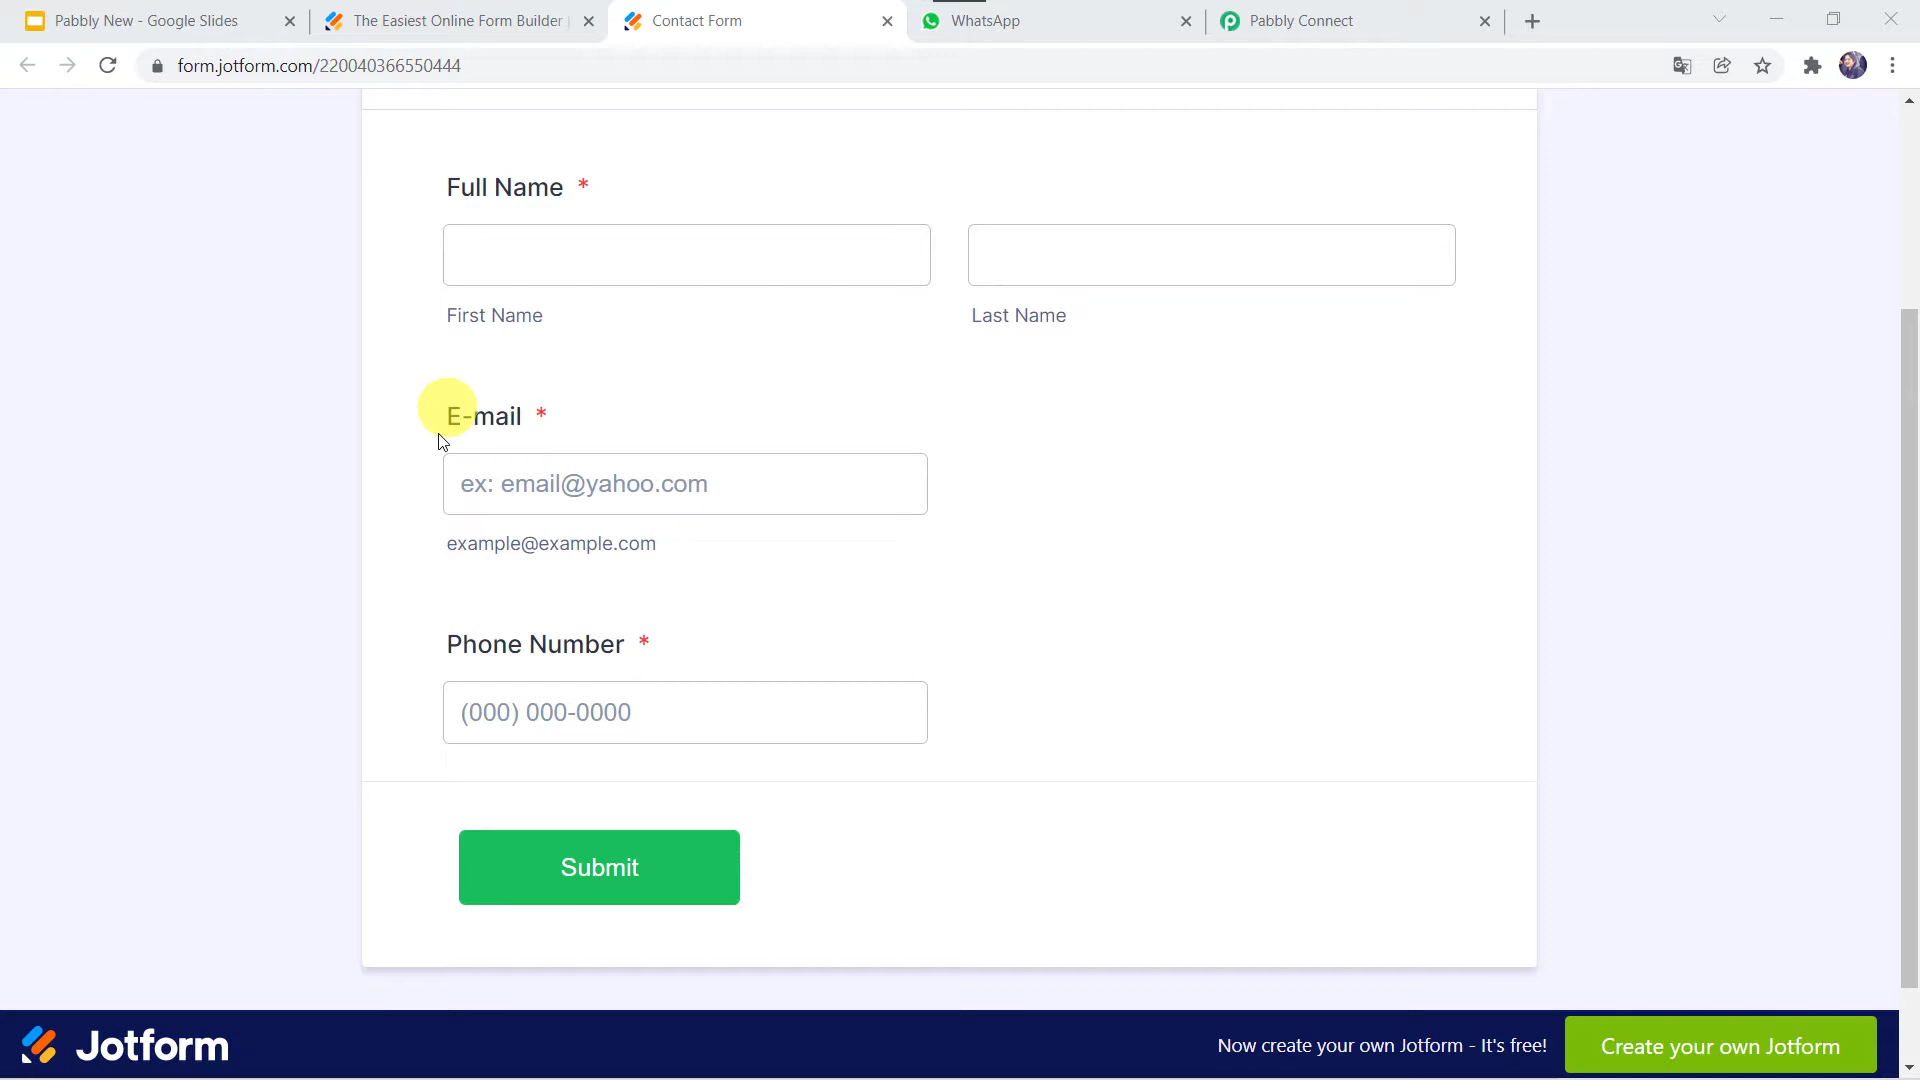 Pabbly New - Google Slides
The Easiest Online Form Builder
Contact Form
WhatsApp
Pabbly Connect
form.jotform.com/220040366550444
Full Name *
First Name
Last Name
E-mail *
ex: email@yahoo.com
example@example.com
Phone Number *
(000) 000-0000
Submit
Jotform
Now create your own Jotform - It's free!
Create your own Jotform